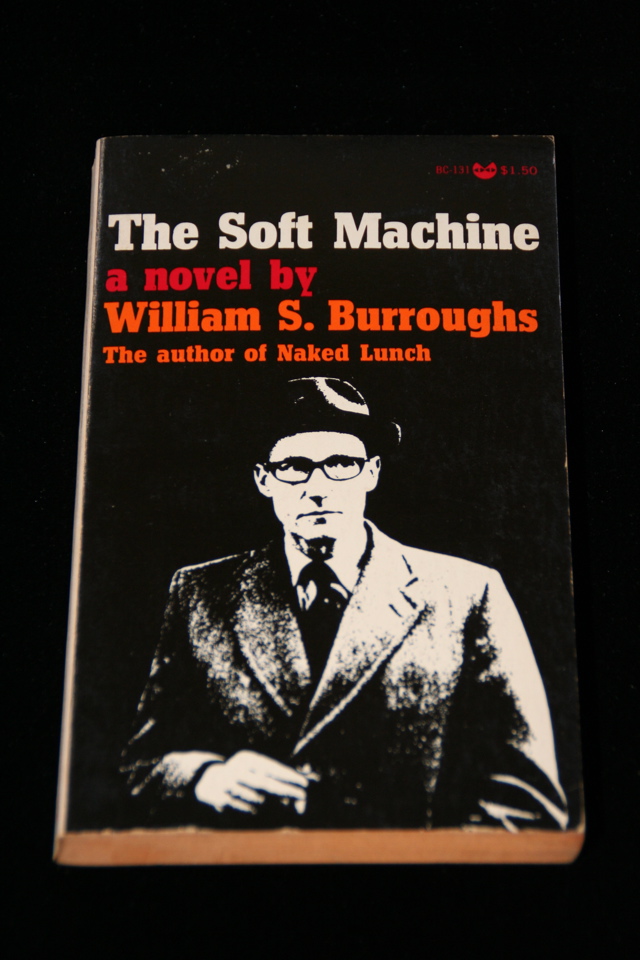 BC-131 $1.50
The Soft Machine
a novel by
William S. Burroughs
The author of Naked Lunch